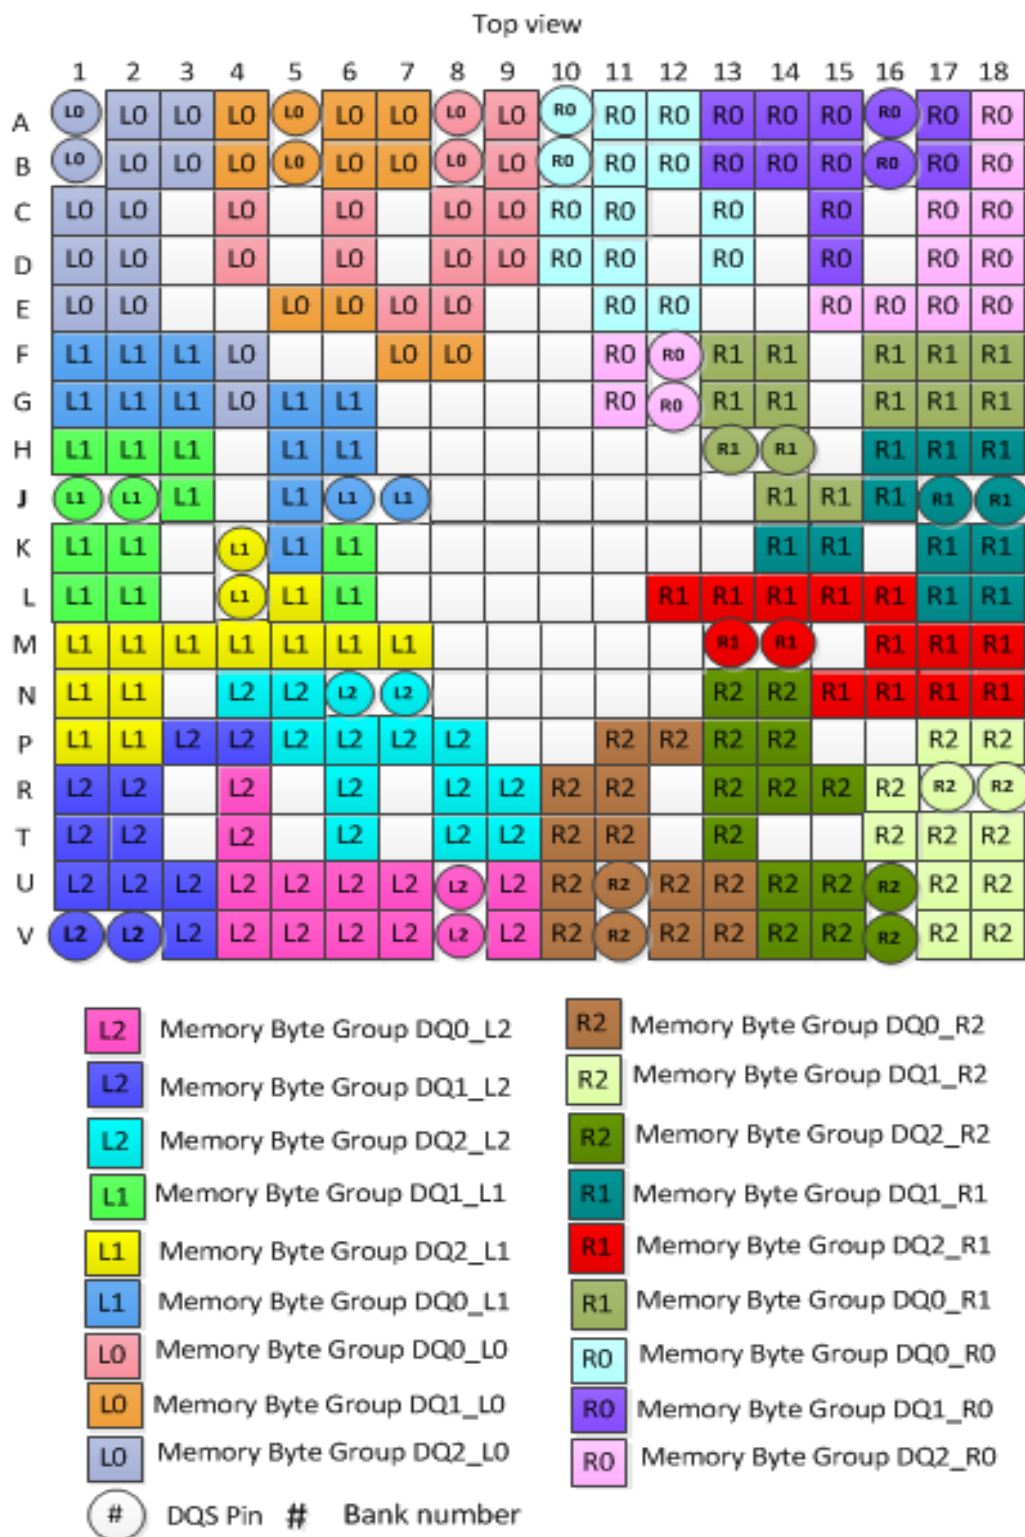 Top view
1 2 3 4 5 6 7 8 9 10 11 12 13 14 15 16 17 18
A L0 L0 L0 L0 L0 L0 L0 L0 L0 R0 R0 R0 R0 R0 R0 R0 R0 R0
B L0 L0 L0 L0 L0 L0 L0 L0 L0 R0 R0 R0 R0 R0 R0 R0 R0 R0
C L0 L0 L0 L0 L0 L0 R0 R0 R0 R0 R0 R0
D L0 L0 L0 L0 L0 L0 R0 R0 R0 R0 R0 R0
E L0 L0 L0 L0 L0 L0 R0 R0 R0 R0 R0 R0
F L1 L1 L1 L0 L0 L0 R0 R0 R1 R1 R1 R1 R1
G L1 L1 L1 L0 L1 L1 R0 R0 R1 R1 R1 R1 R1
H L1 L1 L1 L1 L1 R1 R1 R1 R1 R1
J L1 L1 L1 L1 L1 L1 R1 R1 R1 R1 R1
K L1 L1 L1 L1 L1 R1 R1 R1 R1
L L1 L1 L1 L1 L1 R1 R1 R1 R1 R1 R1 R1
M L1 L1 L1 L1 L1 L1 L1 R1 R1 R1 R1 R1
N L1 L1 L2 L2 L2 L2 R2 R2 R1 R1 R1 R1
P L1 L1 L2 L2 L2 L2 L2 L2 R2 R2 R2 R2 R2 R2
R L2 L2 L2 L2 L2 L2 R2 R2 R2 R2 R2 R2 R2 R2
T L2 L2 L2 L2 L2 L2 R2 R2 R2 R2 R2 R2
U L2 L2 L2 L2 L2 L2 L2 L2 L2 R2 R2 R2 R2 R2 R2 R2 R2 R2
V L2 L2 L2 L2 L2 L2 L2 L2 L2 R2 R2 R2 R2 R2 R2 R2 R2 R2
L2 Memory Byte Group DQ0_L2
L2 Memory Byte Group DQ1_L2
L2 Memory Byte Group DQ2_L2
L1 Memory Byte Group DQ1_L1
L1 Memory Byte Group DQ2_L1
L1 Memory Byte Group DQ0_L1
L0 Memory Byte Group DQ0_L0
L0 Memory Byte Group DQ1_L0
L0 Memory Byte Group DQ2_L0
R2 Memory Byte Group DQ0_R2
R2 Memory Byte Group DQ1_R2
R2 Memory Byte Group DQ2_R2
R1 Memory Byte Group DQ1_R1
R1 Memory Byte Group DQ2_R1
R1 Memory Byte Group DQ0_R1
R0 Memory Byte Group DQ0_R0
R0 Memory Byte Group DQ1_R0
R0 Memory Byte Group DQ2_R0
# DQS Pin # Bank number